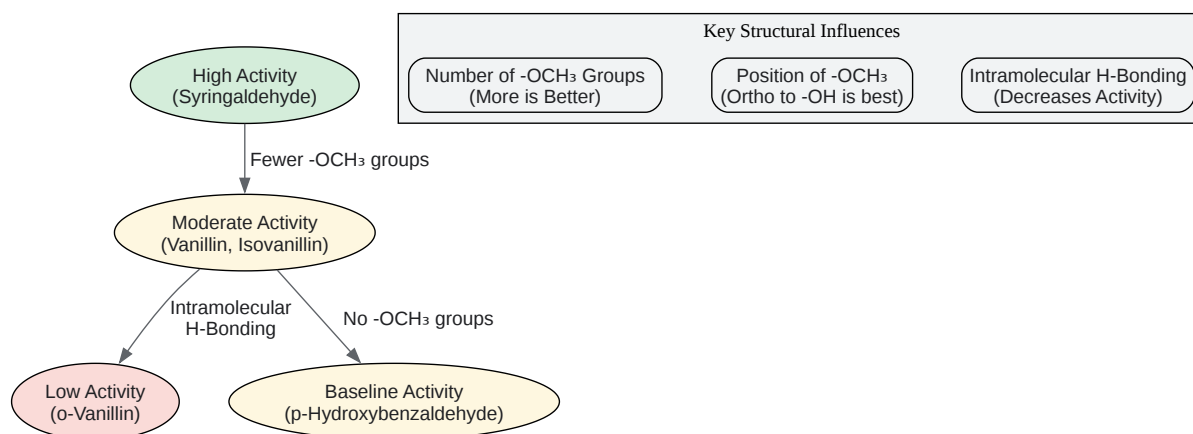 Key Structural Influences
High Activity
(Syringaldehyde)
Number of -OCH₃ Groups
(More is Better)
Position of -OCH₃
(Ortho to -OH is best)
Intramolecular H-Bonding
(Decreases Activity)
Fewer -OCH₃ groups
Moderate Activity
(Vanillin, Isovanillin)
Intramolecular
H-Bonding
No -OCH₃ groups
Low Activity
(o-Vanillin)
Baseline Activity
(p-Hydroxybenzaldehyde)